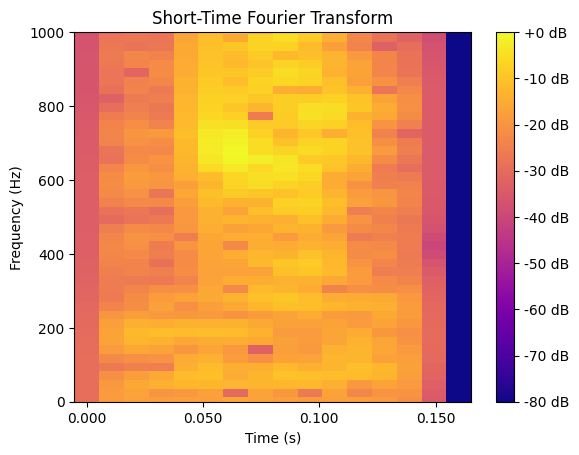 Short-Time Fourier Transform
1000
800
600
400
200
0
Frequency (Hz)
0.000
0.050
0.100
0.150
Time (s)
+0 dB
-10 dB
-20 dB
-30 dB
-40 dB
-50 dB
-60 dB
-70 dB
-80 dB